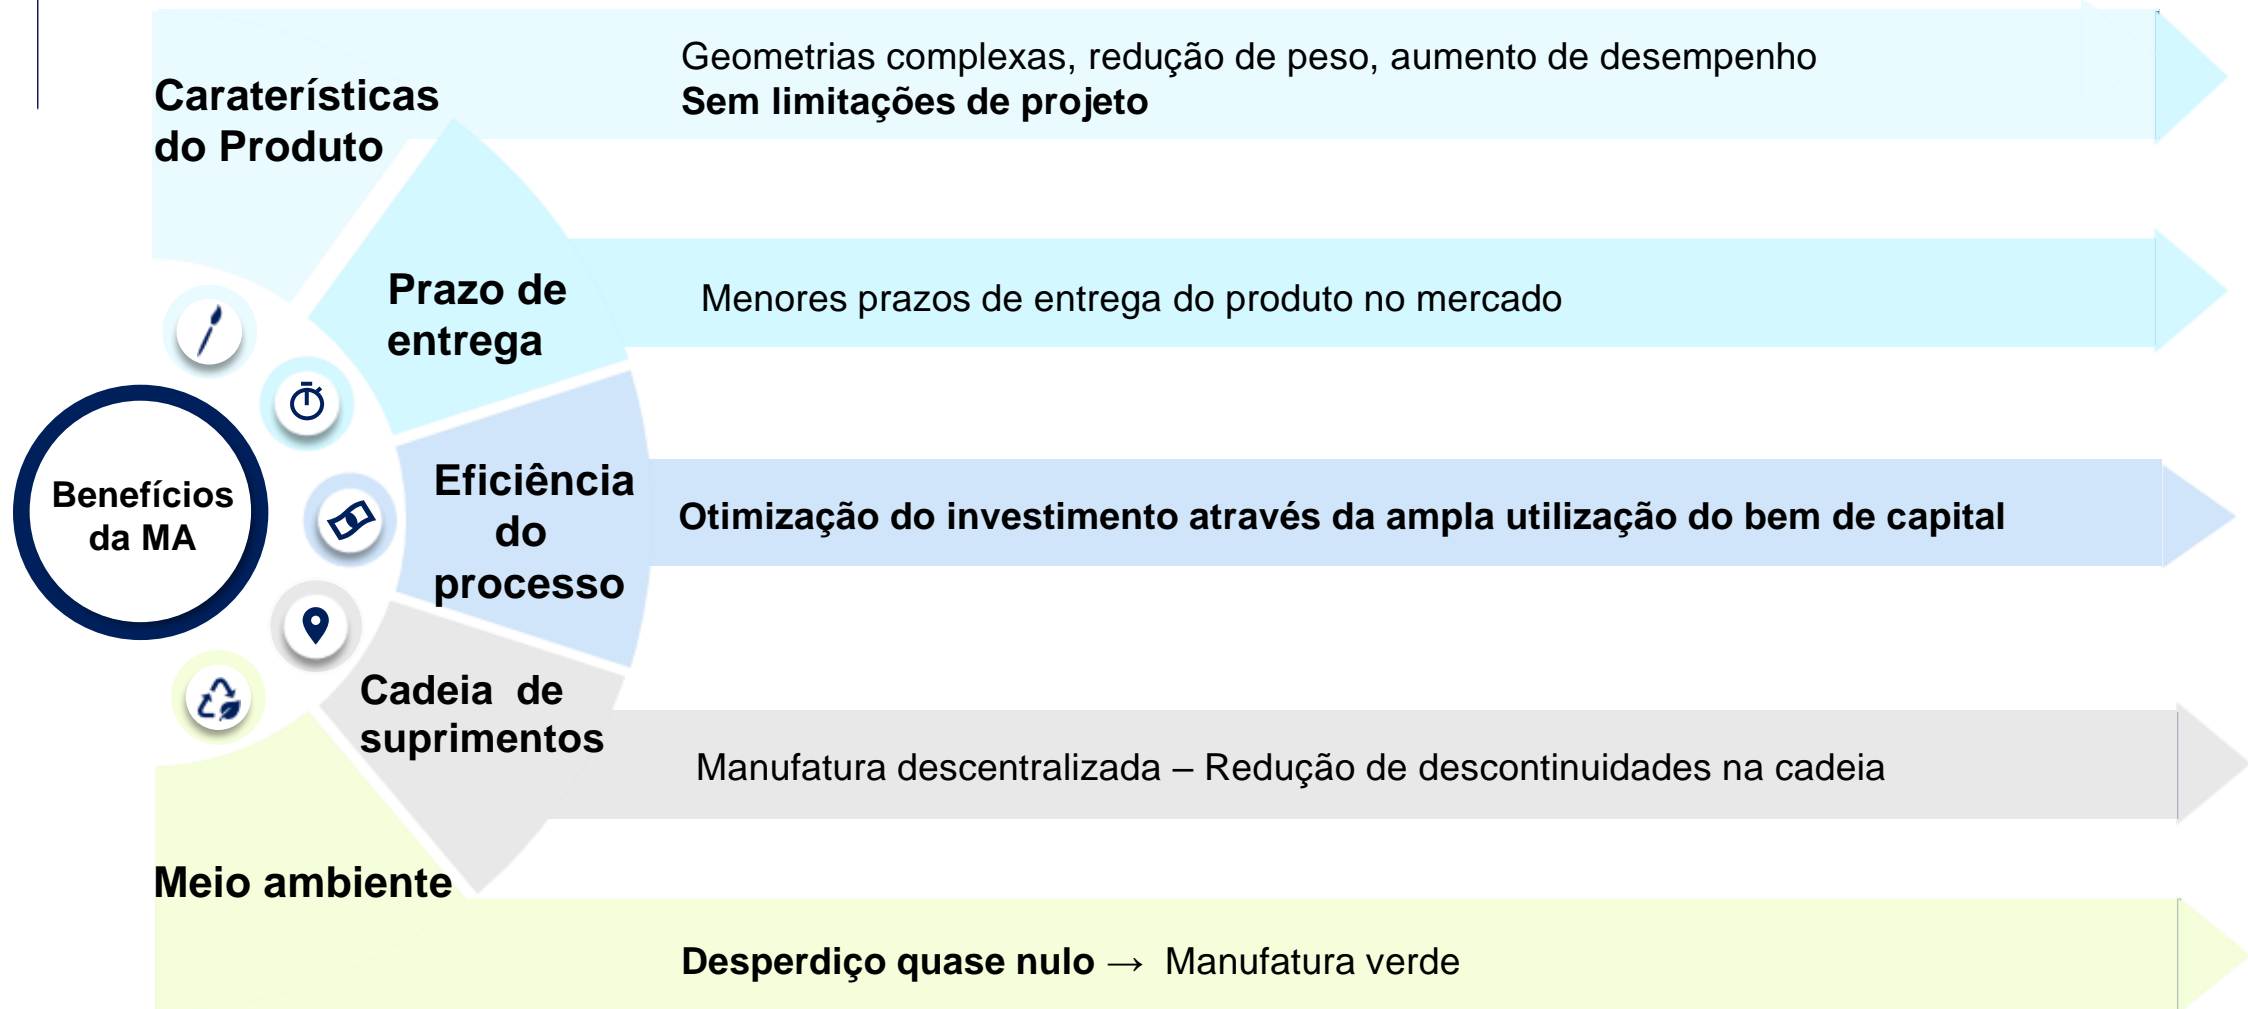 Caraterísticas
do Produto
Geometrias complexas, redução de peso, aumento de desempenho
Sem limitações de projeto
Prazo de
entrega
Menores prazos de entrega do produto no mercado
Benefícios
da MA
Eficiência
do
processo
Otimização do investimento através da ampla utilização do bem de capital
Cadeia de
suprimentos
Manufatura descentralizada – Redução de descontinuidades na cadeia
Meio ambiente
Desperdiço quase nulo → Manufatura verde